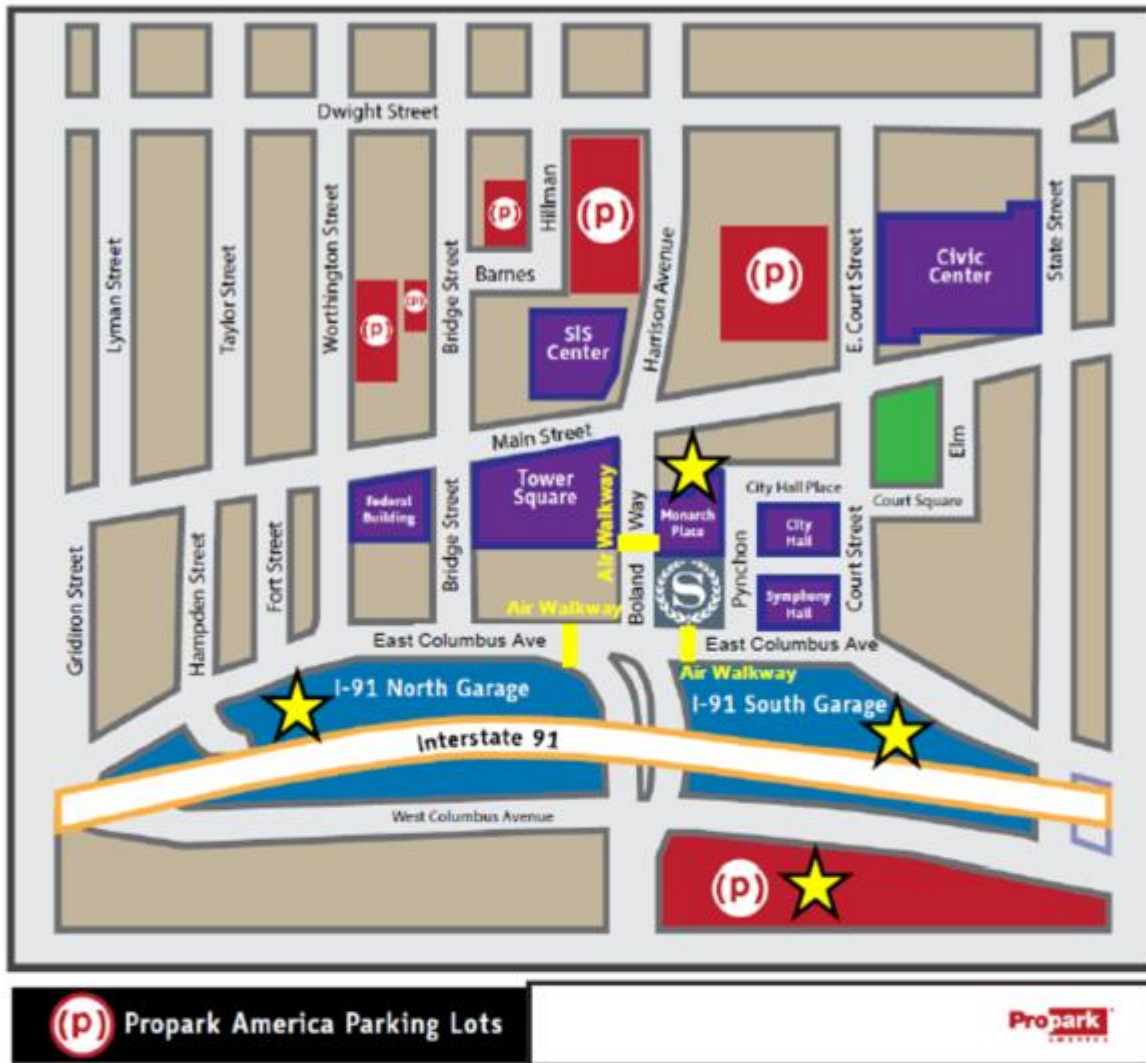 Dwight Street
Lyman Street
Taylor Street
Worthington Street
Bridge Street
Hillman
Barnes
(p)
(p)
(p)
(p)
(p)
Harrison Avenue
E. Court Street
State Street
Civic
Center
SIS
Center
Main Street
Elm
Court Square
Tower
Square
Federal
Building
Bridge Street
Air Walkway
Boland
Way
Monarch
Place
City Hall Place
City
Hall
Pynchon
Court Street
Symphony
Hall
S
Gridiron Street
Hampden Street
Fort Street
Air Walkway
East Columbus Ave
East Columbus Ave
Air Walkway
I-91 North Garage
I-91 South Garage
Interstate 91
West Columbus Avenue
(p)
(p) Propark America Parking Lots
Propark
AMERICA